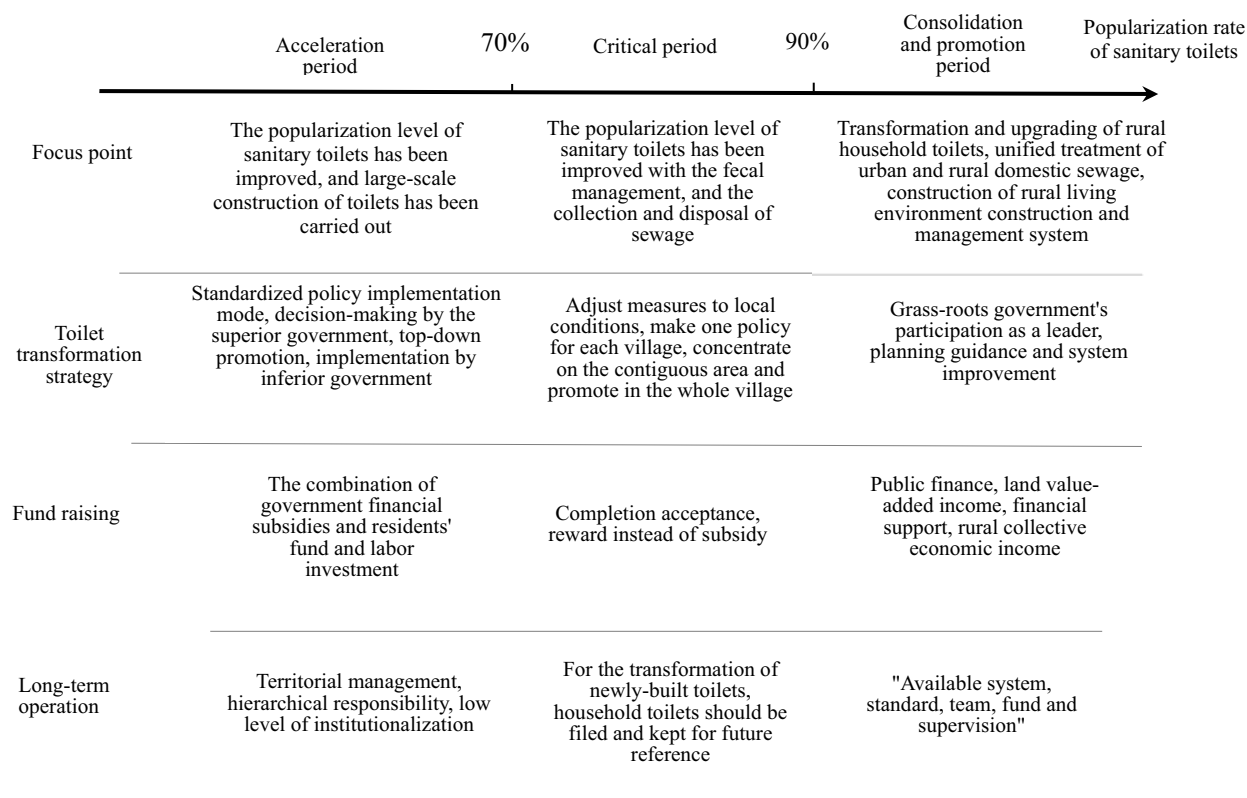 Acceleration
period
70%
Critical period
90%
Consolidation
and promotion
period
Popularization rate
of sanitary toilets
Focus point
The popularization level of
sanitary toilets has been
improved, and large-scale
construction of toilets has been
carried out
The popularization level of
sanitary toilets has been
improved with the fecal
management, and the
collection and disposal of
sewage
Transformation and upgrading of rural
household toilets, unified treatment of
urban and rural domestic sewage,
construction of rural living
environment construction and
management system
Toilet
transformation
strategy
Standardized policy implementation
mode, decision-making by the
superior government, top-down
promotion, implementation by
inferior government
Adjust measures to local
conditions, make one policy
for each village, concentrate
on the contiguous area and
promote in the whole village
Grass-roots government's
participation as a leader,
planning guidance and system
improvement
Fund raising
The combination of
government financial
subsidies and residents'
fund and labor
investment
Completion acceptance,
reward instead of subsidy
Public finance, land value-
added income, financial
support, rural collective
economic income
Long-term
operation
Territorial management,
hierarchical responsibility, low
level of institutionalization
For the transformation of
newly-built toilets,
household toilets should be
filed and kept for future
reference
"Available system,
standard, team, fund and
supervision"